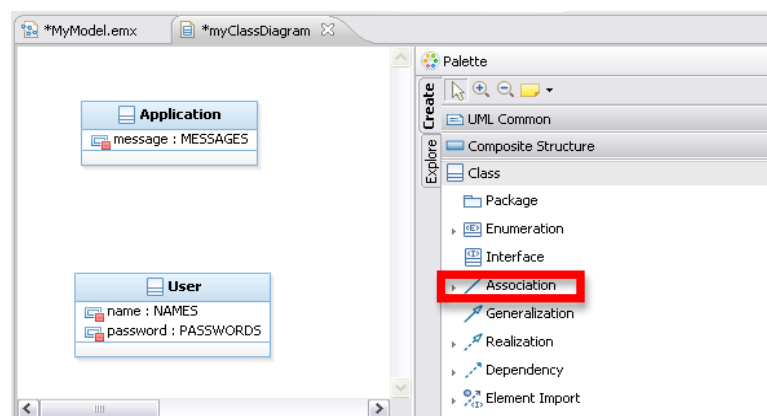 *MyModel.emx
*myClassDiagram
Palette
Create
Explore
UML Common
Composite Structure
Class
Package
Enumeration
Interface
Association
Generalization
Realization
Dependency
Element Import
Application
message : MESSAGES
User
name : NAMES
password : PASSWORDS